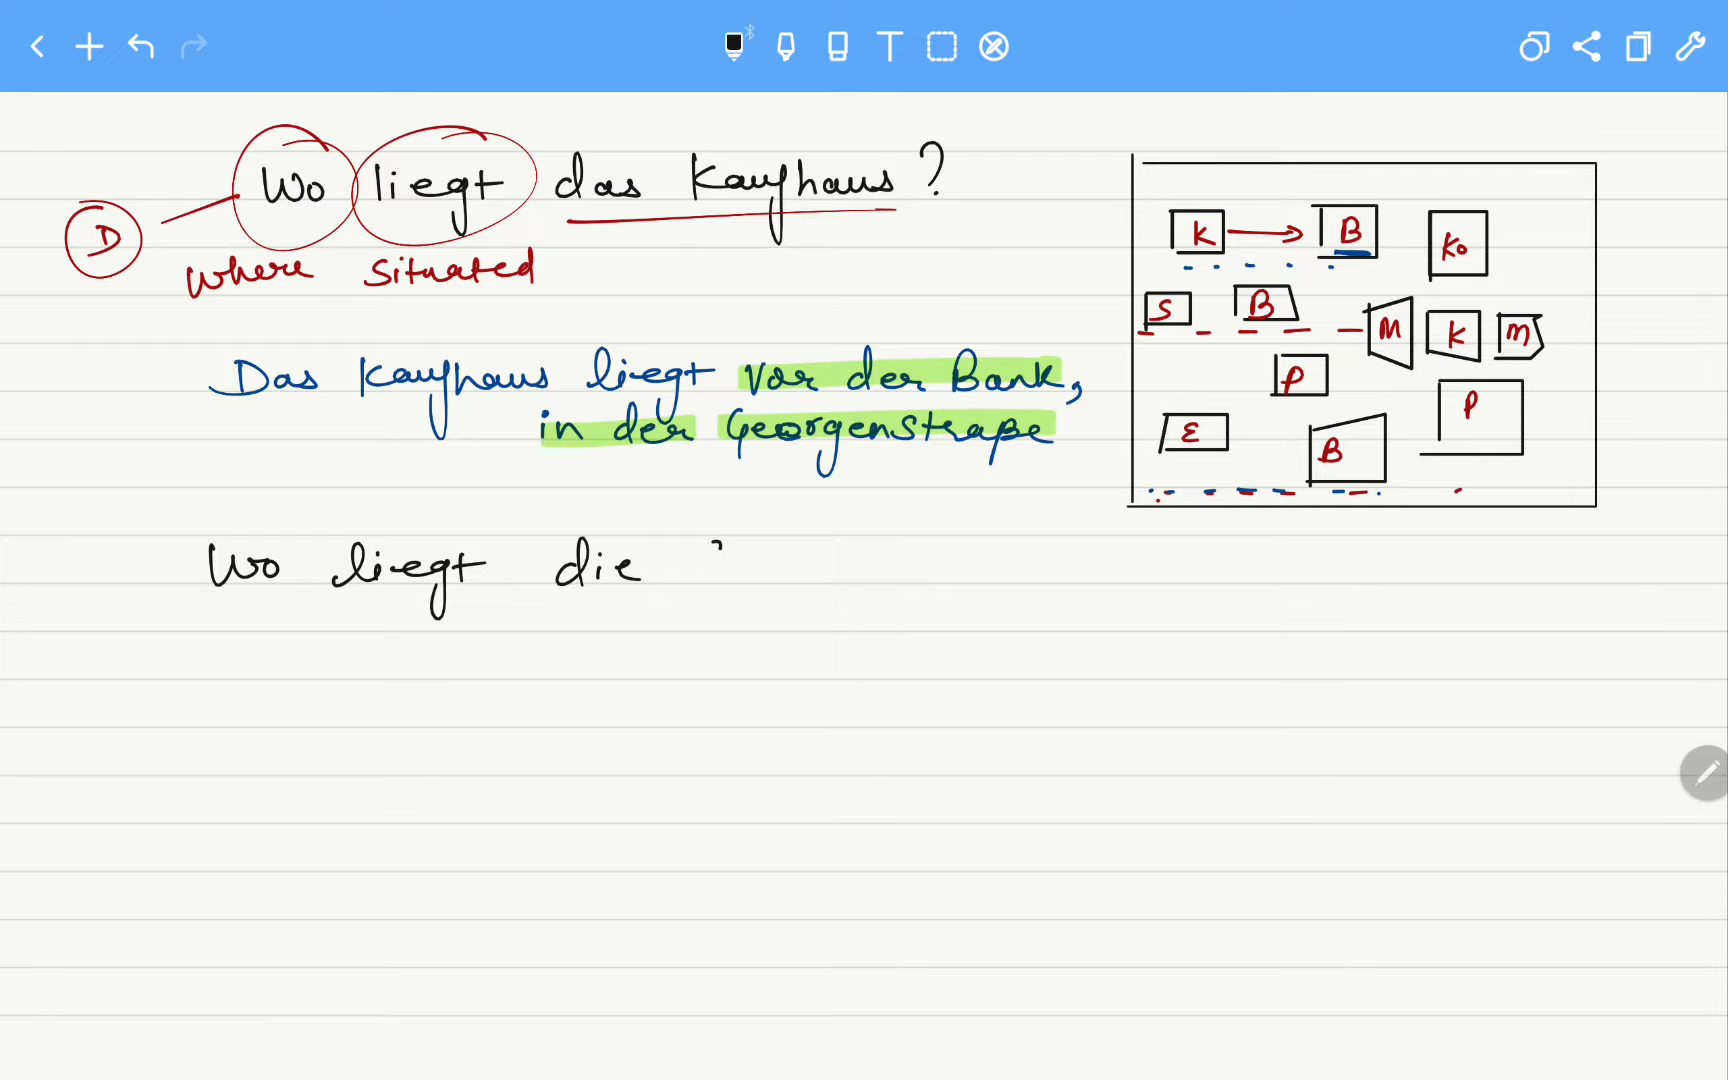 Wo liegt das Kaufhaus?
D
where situated
Das Kaufhaus liegt vor der Bank,
in der Georgenstraße
Wo liegt die
K B Ko
S B M K M
P P
E B
T